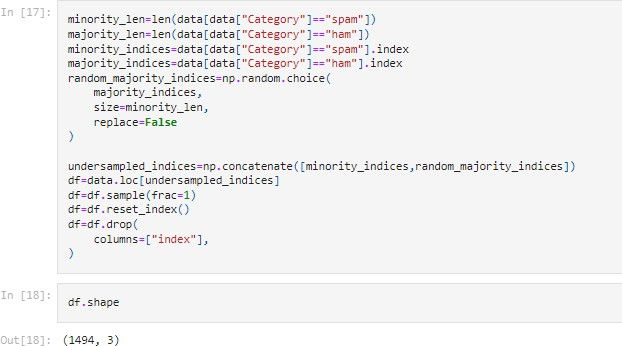 In [17]:
minority_len=len(data[data["Category"]=="spam"])
majority_len=len(data[data["Category"]=="ham"])
minority_indices=data[data["Category"]=="spam"].index
majority_indices=data[data["Category"]=="ham"].index
random_majority_indices=np.random.choice(
    majority_indices,
    size=minority_len,
    replace=False
)

undersampled_indices=np.concatenate([minority_indices,random_majority_indices])
df=data.loc[undersampled_indices]
df=df.sample(frac=1)
df=df.reset_index()
df=df.drop(
    columns=["index"],
)
In [18]:
df.shape
Out[18]: (1494, 3)